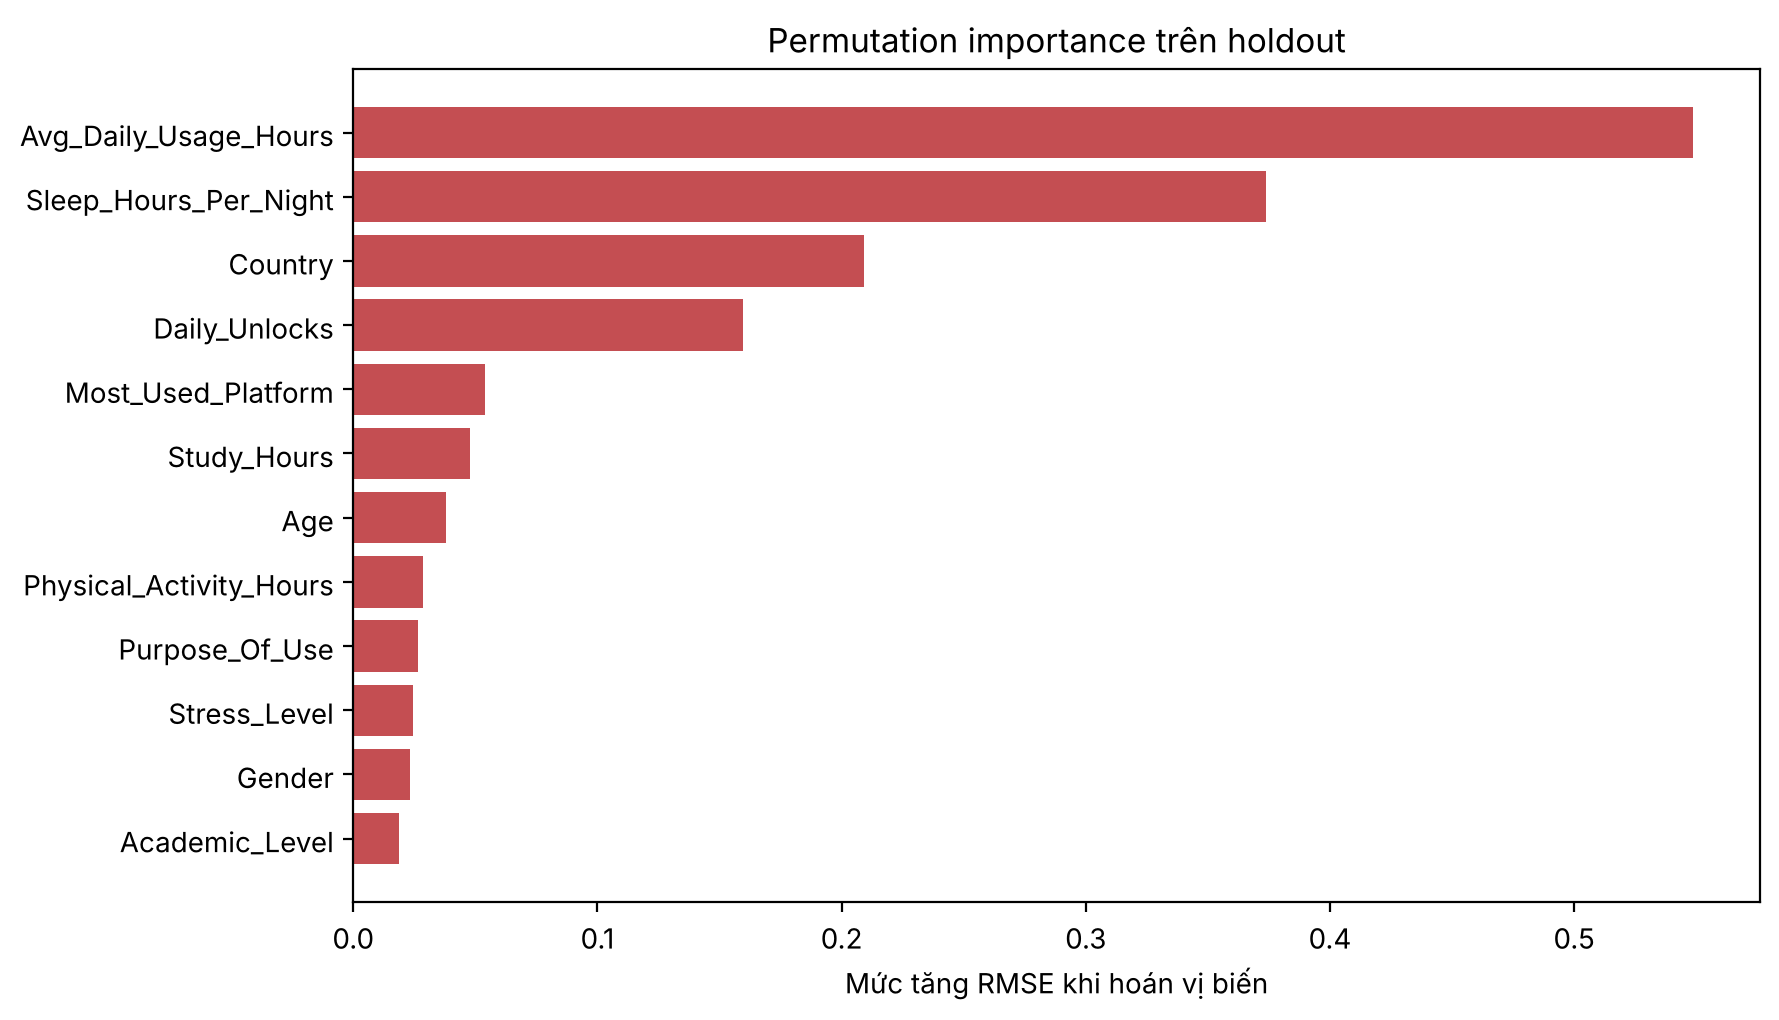 Permutation importance trên holdout
Avg_Daily_Usage_Hours
Sleep_Hours_Per_Night
Country
Daily_Unlocks
Most_Used_Platform
Study_Hours
Age
Physical_Activity_Hours
Purpose_Of_Use
Stress_Level
Gender
Academic_Level
0.0 0.1 0.2 0.3 0.4 0.5
Mức tăng RMSE khi hoán vị biến